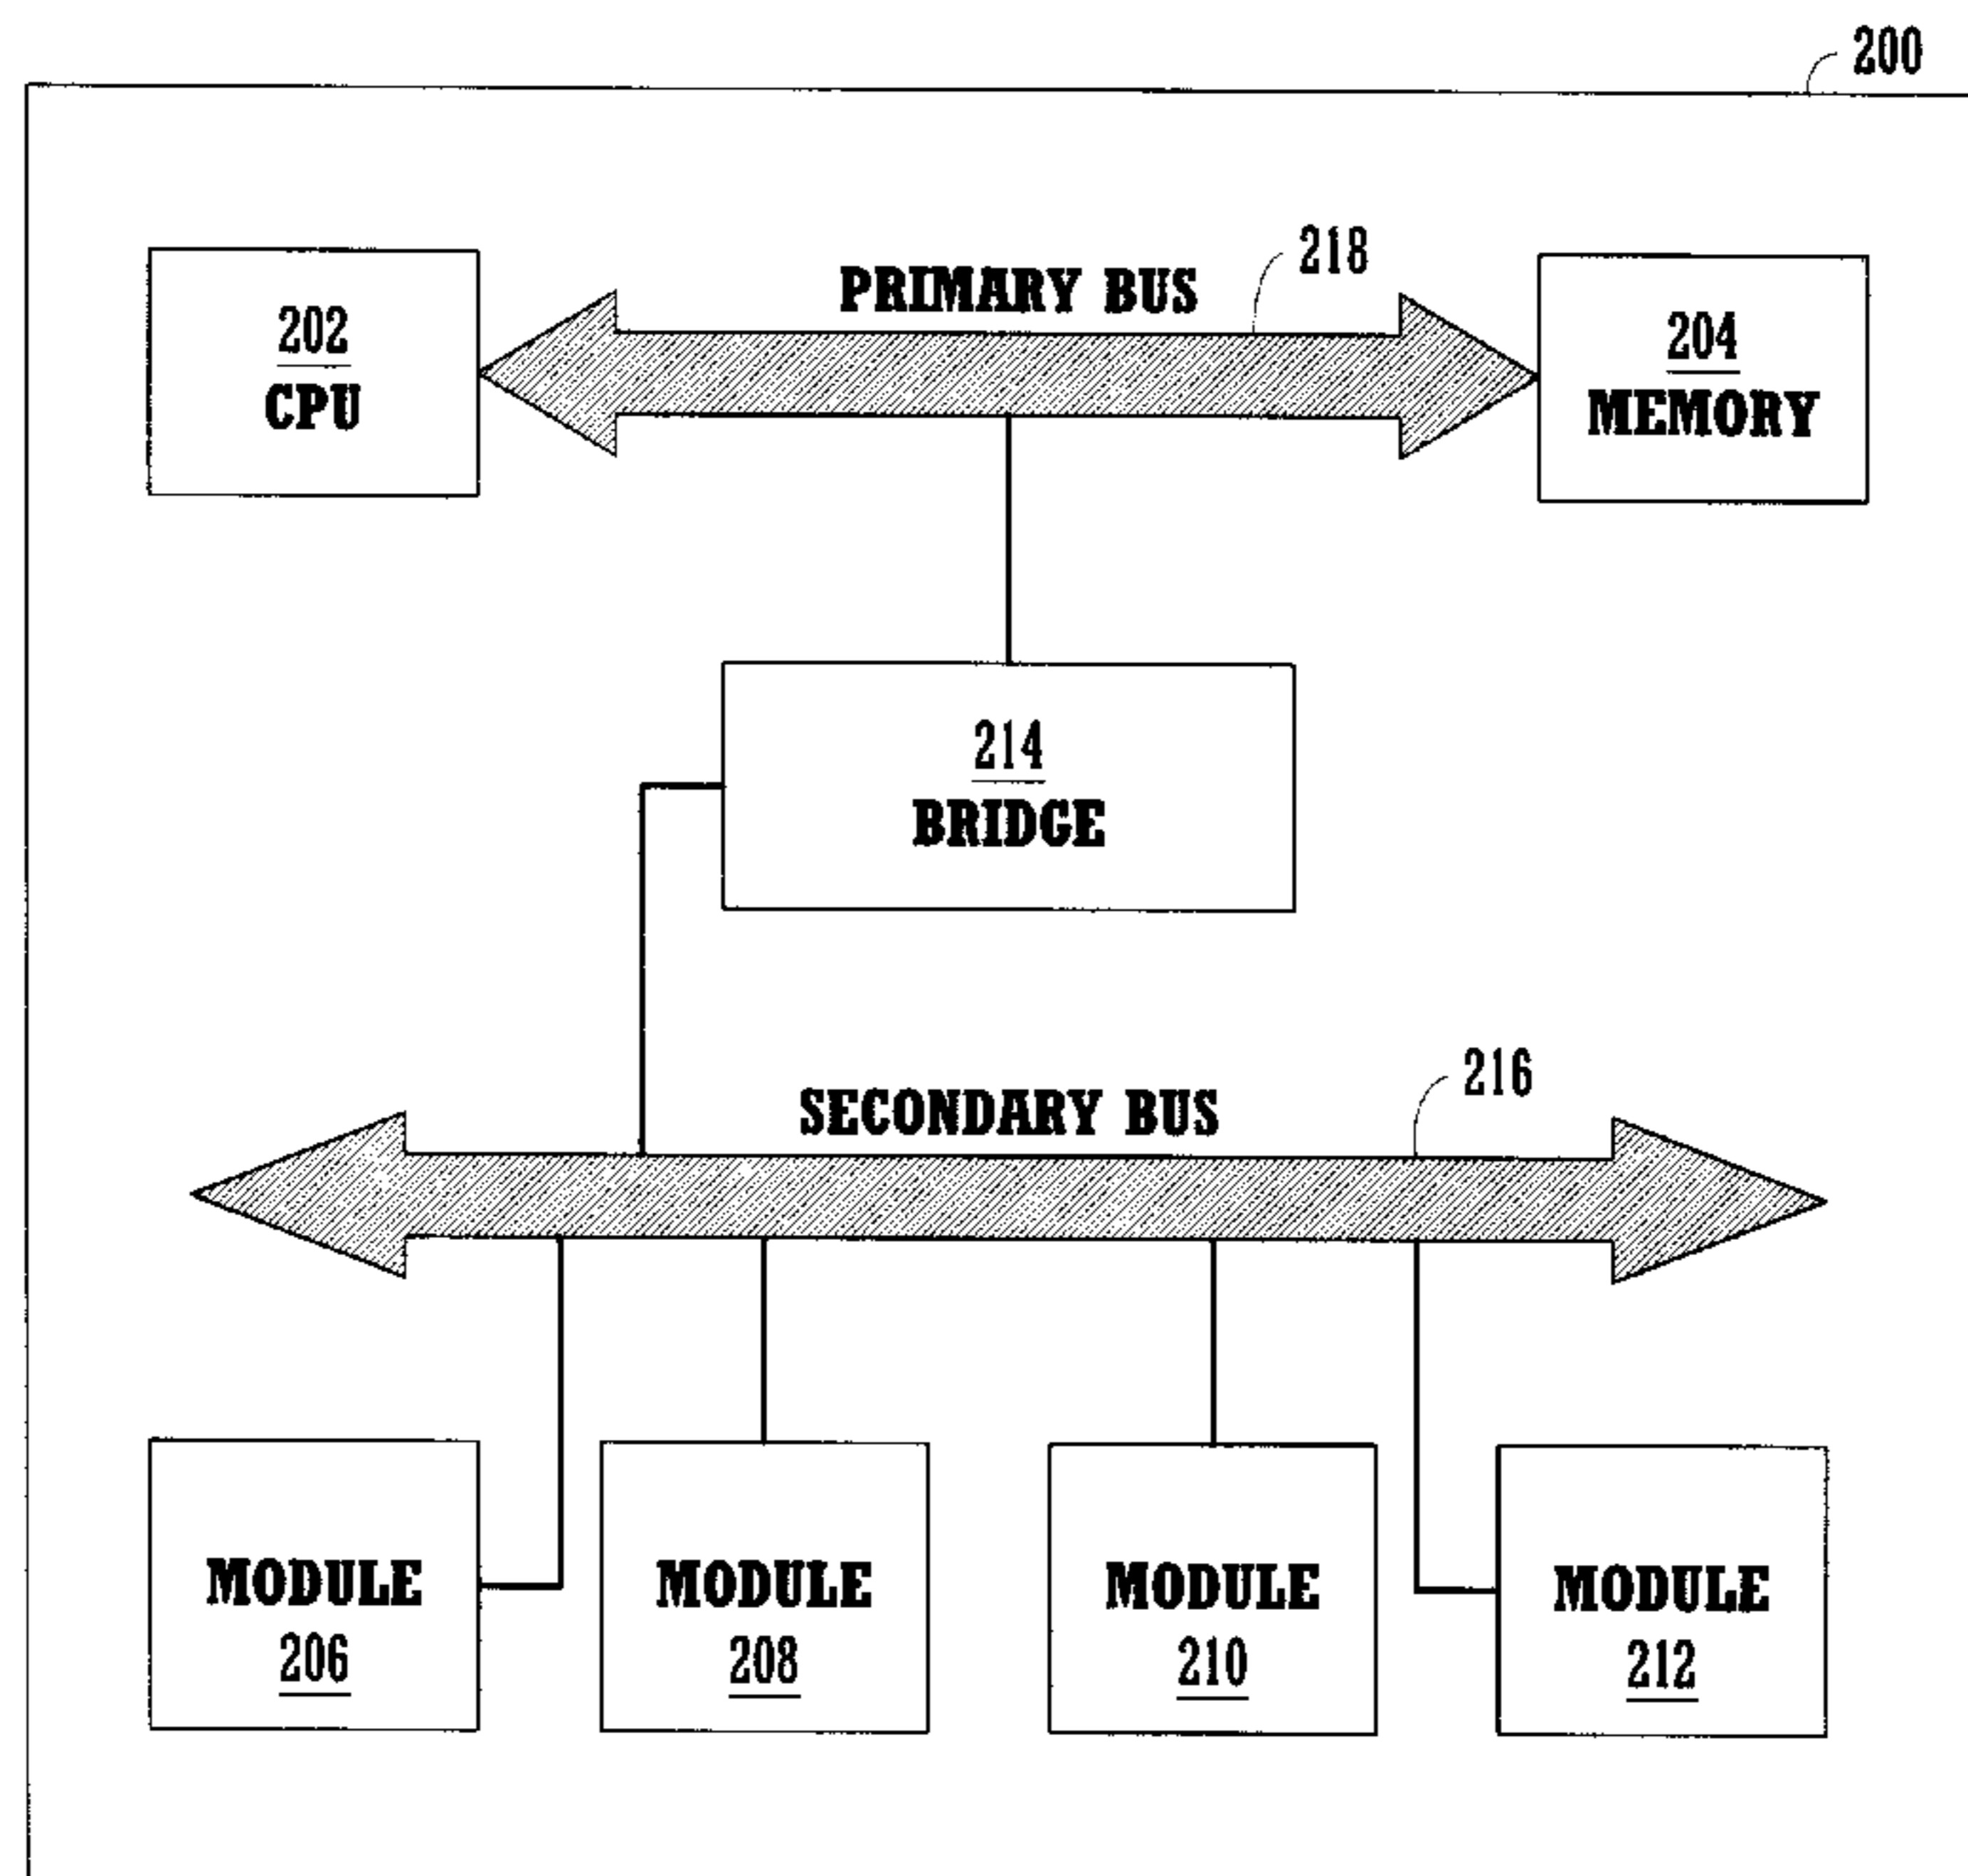 200
218
PRIMARY BUS
202
CPU
204
MEMORY
214
BRIDGE
216
SECONDARY BUS
MODULE
206
MODULE
208
MODULE
210
MODULE
212